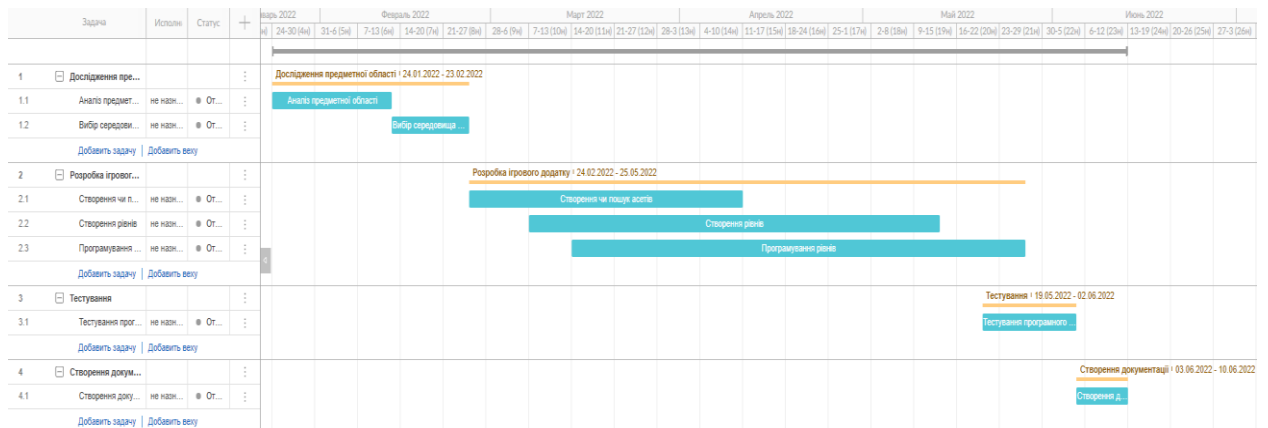 Задача Исполн Статус
варь 2022 Февраль 2022 Март 2022 Апрель 2022 Май 2022 Июнь 2022
24-30 (4н) 31-6 (5н) 7-13 (6н) 14-20 (7н) 21-27 (8н) 28-6 (9н) 7-13 (10н) 14-20 (11н) 21-27 (12н) 28-3 (13н) 4-10 (14н) 11-17 (15н) 18-24 (16н) 25-1 (17н) 2-8 (18н) 9-15 (19н) 16-22 (20н) 23-29 (21н) 30-5 (22н) 6-12 (23н) 13-19 (24н) 20-26 (25н) 27-3 (26н)
1 Дослідження пре... Дослідження предметної області 24.01.2022 - 23.02.2022
1.1 Аналіз предмет... не назн... От... Аналіз предметної області
1.2 Вибір середови... не назн... От... Вибір середовища ...
Добавить задачу | Добавить веху
2 Розробка ігровог... Розробка ігрового додатку 24.02.2022 - 25.05.2022
2.1 Створення чи п... не назн... От... Створення чи пошук асетів
2.2 Створення рівнів не назн... От... Створення рівнів
2.3 Програмування ... не назн... От... Програмування рівнів
Добавить задачу | Добавить веху
3 Тестування Тестування 19.05.2022 - 02.06.2022
3.1 Тестування прог... не назн... От... Тестування програмного ...
Добавить задачу | Добавить веху
4 Створення докум... Створення документації 03.06.2022 - 10.06.2022
4.1 Створення доку... не назн... От... Створення д...
Добавить задачу | Добавить веху